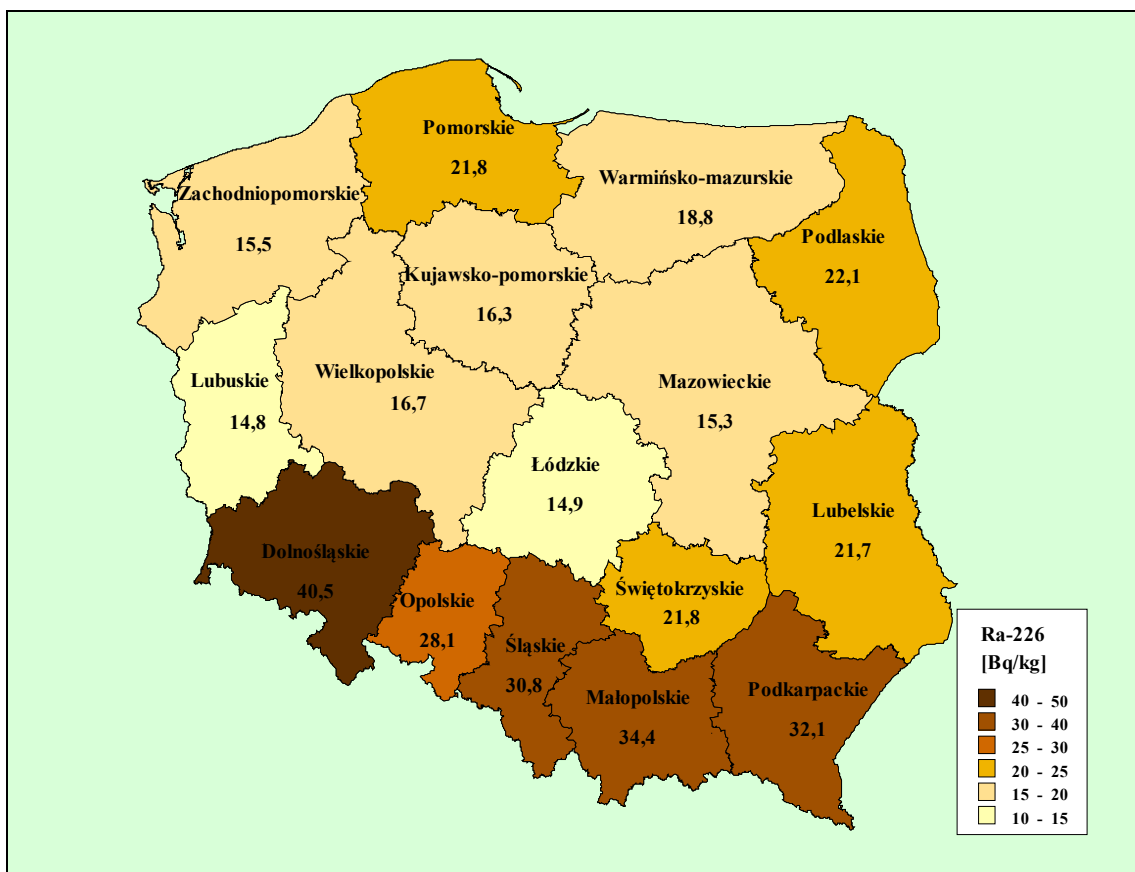 Pomorskie
21,8
Warmińsko-mazurskie
18,8
Zachodniopomorskie
15,5
Podlaskie
22,1
Kujawsko-pomorskie
16,3
Wielkopolskie
16,7
Mazowieckie
15,3
Lubuskie
14,8
Łódzkie
14,9
Lubelskie
21,7
Dolnośląskie
40,5
Opolskie
28,1
Świętokrzyskie
21,8
Śląskie
30,8
Małopolskie
34,4
Podkarpackie
32,1
Ra-226
[Bq/kg]
40 - 50
30 - 40
25 - 30
20 - 25
15 - 20
10 - 15